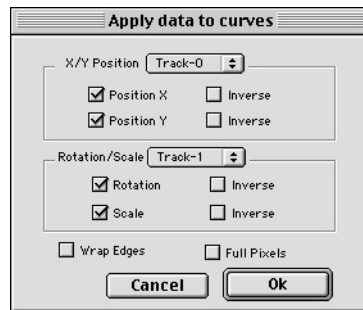 Apply data to curves
X/Y Position Track-0
Position X Inverse
Position Y Inverse
Rotation/Scale Track-1
Rotation Inverse
Scale Inverse
Wrap Edges Full Pixels
Cancel Ok